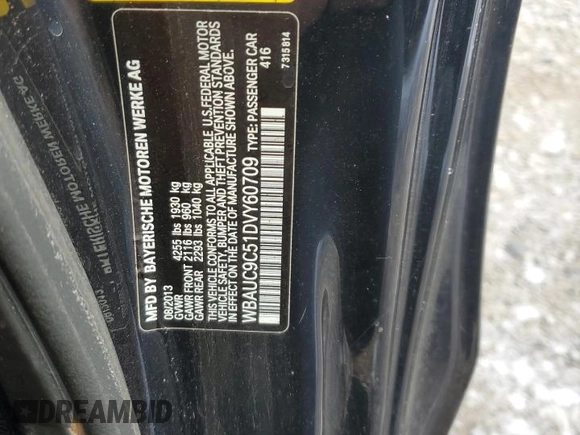 MFD BY BAYERISCHE MOTOREN WERKE AG
08/2013
GVWR 4255 lbs 1930 kg
GAWR FRONT 2116 lbs 960 kg
GAWR REAR 2293 lbs 1040 kg
THIS VEHICLE CONFORMS TO ALL APPLICABLE U.S. FEDERAL MOTOR
VEHICLE SAFETY, BUMPER AND THEFT PREVENTION STANDARDS
IN EFFECT ON THE DATE OF MANUFACTURE SHOWN ABOVE.
WBAUC9C51DVY60709 TYPE: PASSENGER CAR
416
7315814
DREAMBID